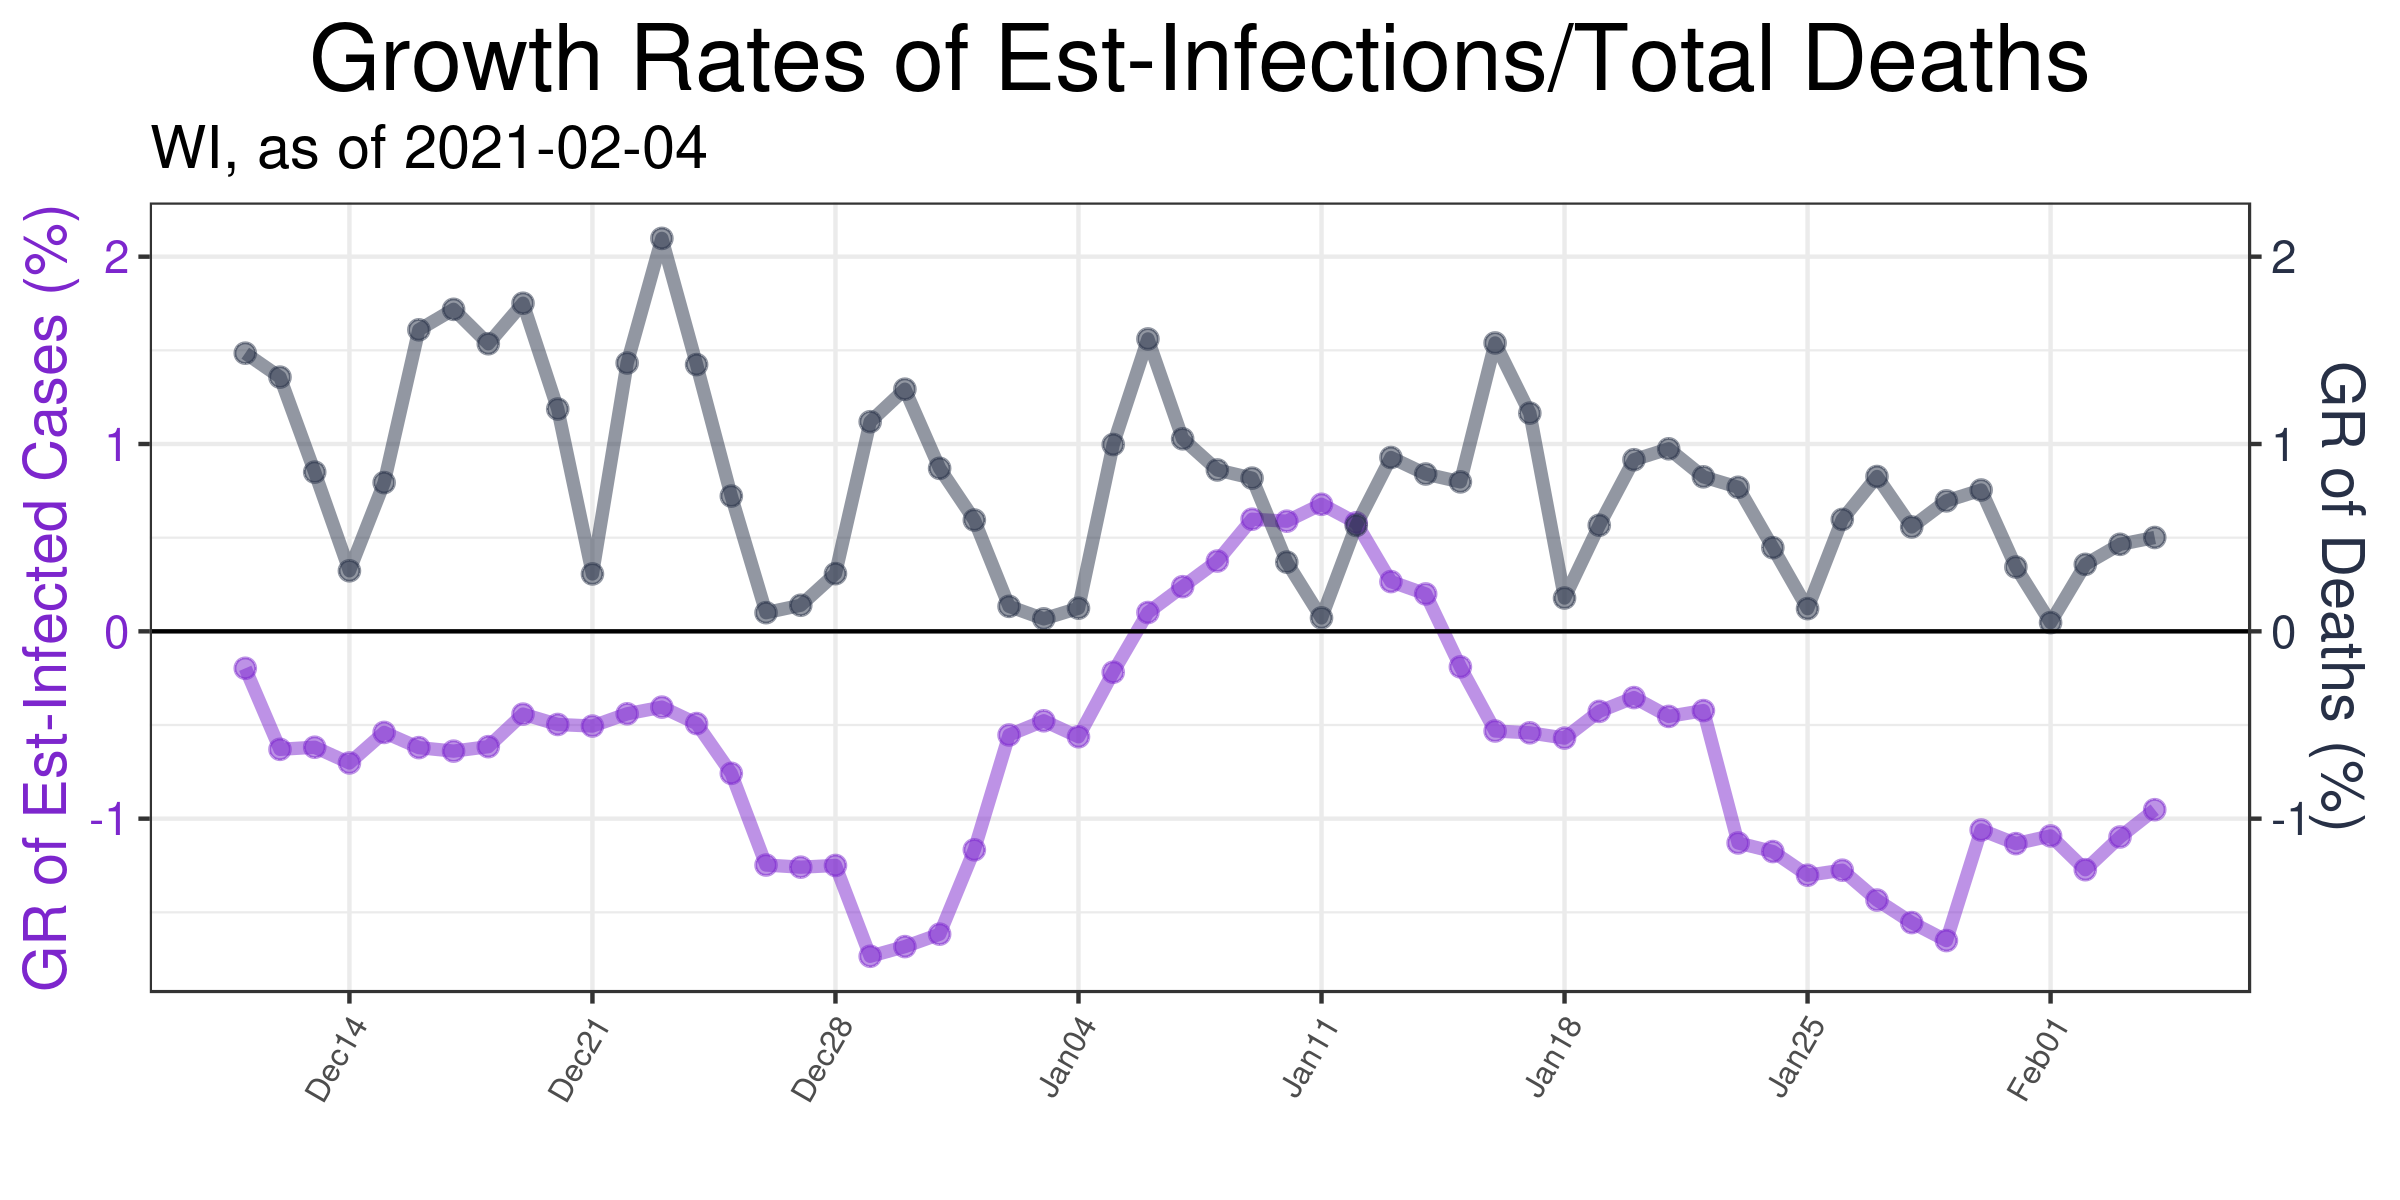 Growth Rates of Est-Infections/Total Deaths
WI, as of 2021-02-04
GR of Est-Infected Cases (%)
2
1
0
-1
2
1
0
-1
GR of Deaths (%)
Dec14
Dec21
Dec28
Jan04
Jan11
Jan18
Jan25
Feb01